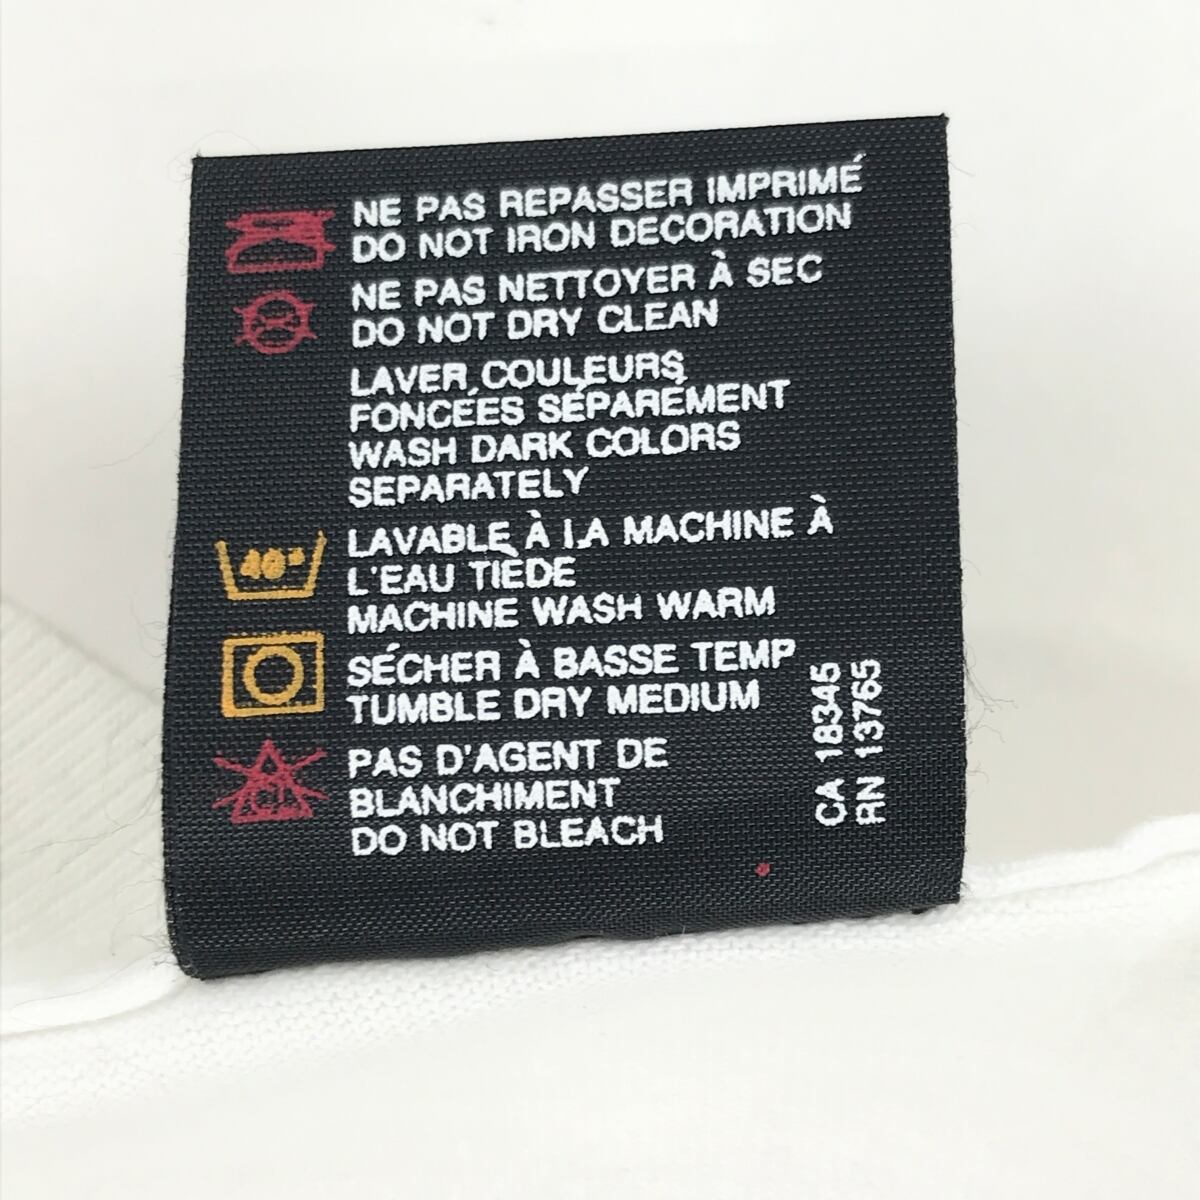 NE PAS REPASSER IMPRIMÉ
DO NOT IRON DECORATION
NE PAS NETTOYER À SEC
DO NOT DRY CLEAN
LAVER COULEURS
FONCÉES SÉPARÉMENT
WASH DARK COLORS
SEPARATELY
40°
LAVABLE À LA MACHINE À
L'EAU TIÈDE
MACHINE WASH WARM
SÉCHER À BASSE TEMP
TUMBLE DRY MEDIUM
CL
PAS D'AGENT DE
BLANCHIMENT
DO NOT BLEACH
CA 18345
RN 13765